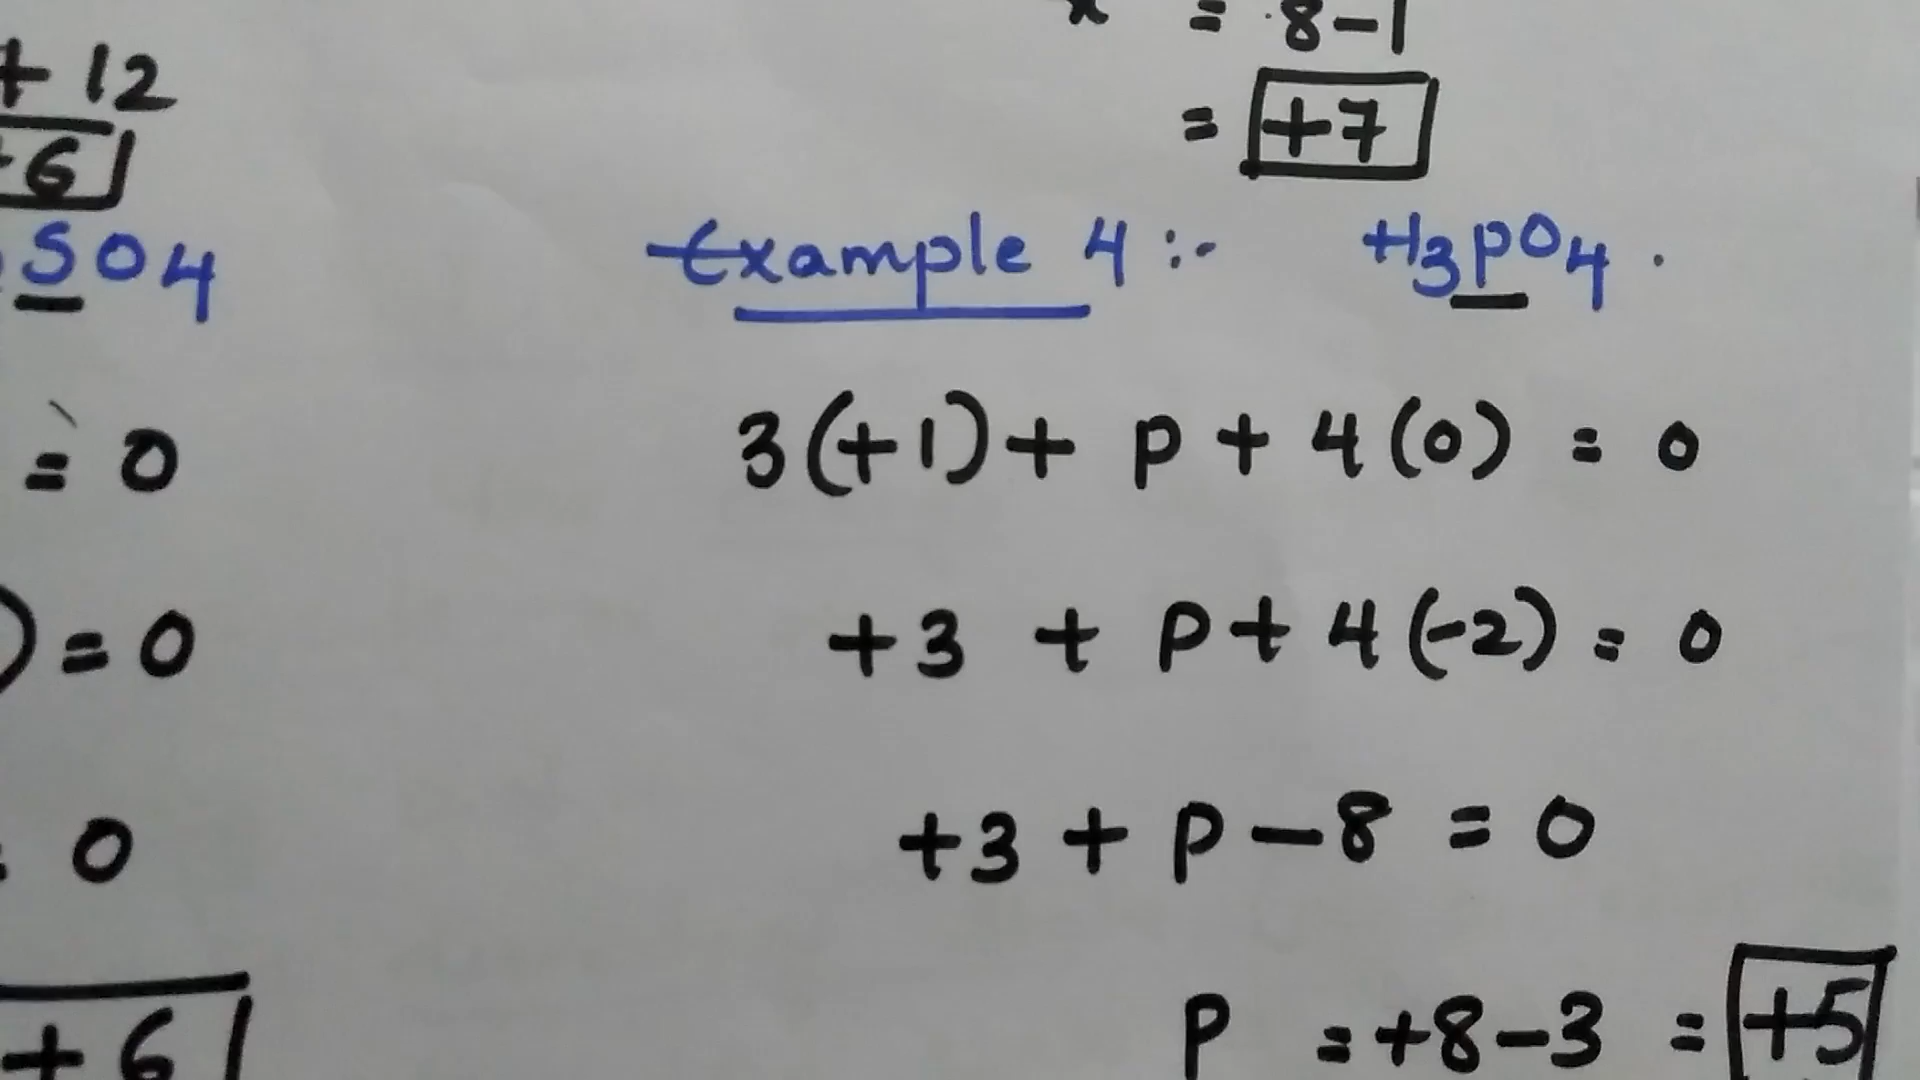 + 12
+6
SO4
= 0
) = 0
0
+ 6
x = 8 - 1
= +7
Example 4 :- H3PO4 .
3(+1) + P + 4(0) = 0
+3 + P + 4(-2) = 0
+3 + P - 8 = 0
P = +8 - 3 = +5